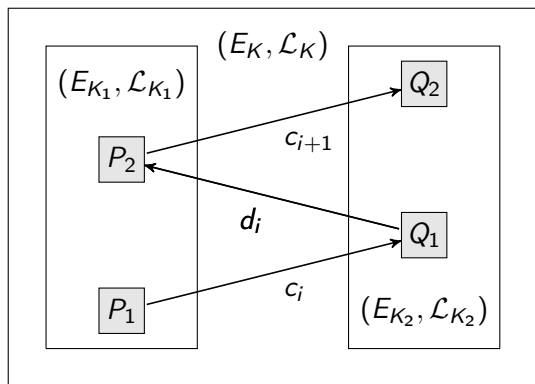 (E_K, ℒ_K)
(E_{K_1}, ℒ_{K_1})
Q_2
P_2
c_{i+1}
d_i
Q_1
P_1
c_i
(E_{K_2}, ℒ_{K_2})